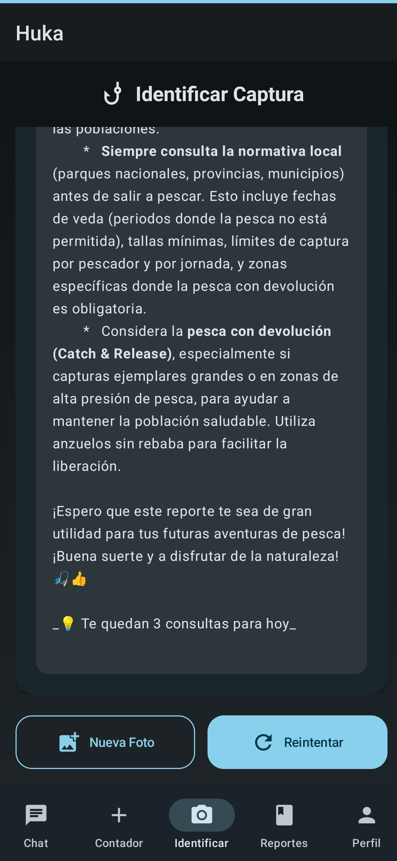 Huka
Identificar Captura
las poblaciones.
* Siempre consulta la normativa local
(parques nacionales, provincias, municipios)
antes de salir a pescar. Esto incluye fechas
de veda (periodos donde la pesca no está
permitida), tallas mínimas, límites de captura
por pescador y por jornada, y zonas
específicas donde la pesca con devolución
es obligatoria.
* Considera la pesca con devolución
(Catch & Release), especialmente si
capturas ejemplares grandes o en zonas de
alta presión de pesca, para ayudar a
mantener la población saludable. Utiliza
anzuelos sin rebaba para facilitar la
liberación.
¡Espero que este reporte te sea de gran
utilidad para tus futuras aventuras de pesca!
¡Buena suerte y a disfrutar de la naturaleza!
🎣👍
_💡 Te quedan 3 consultas para hoy_
Nueva Foto
Reintentar
Chat
Contador
Identificar
Reportes
Perfil